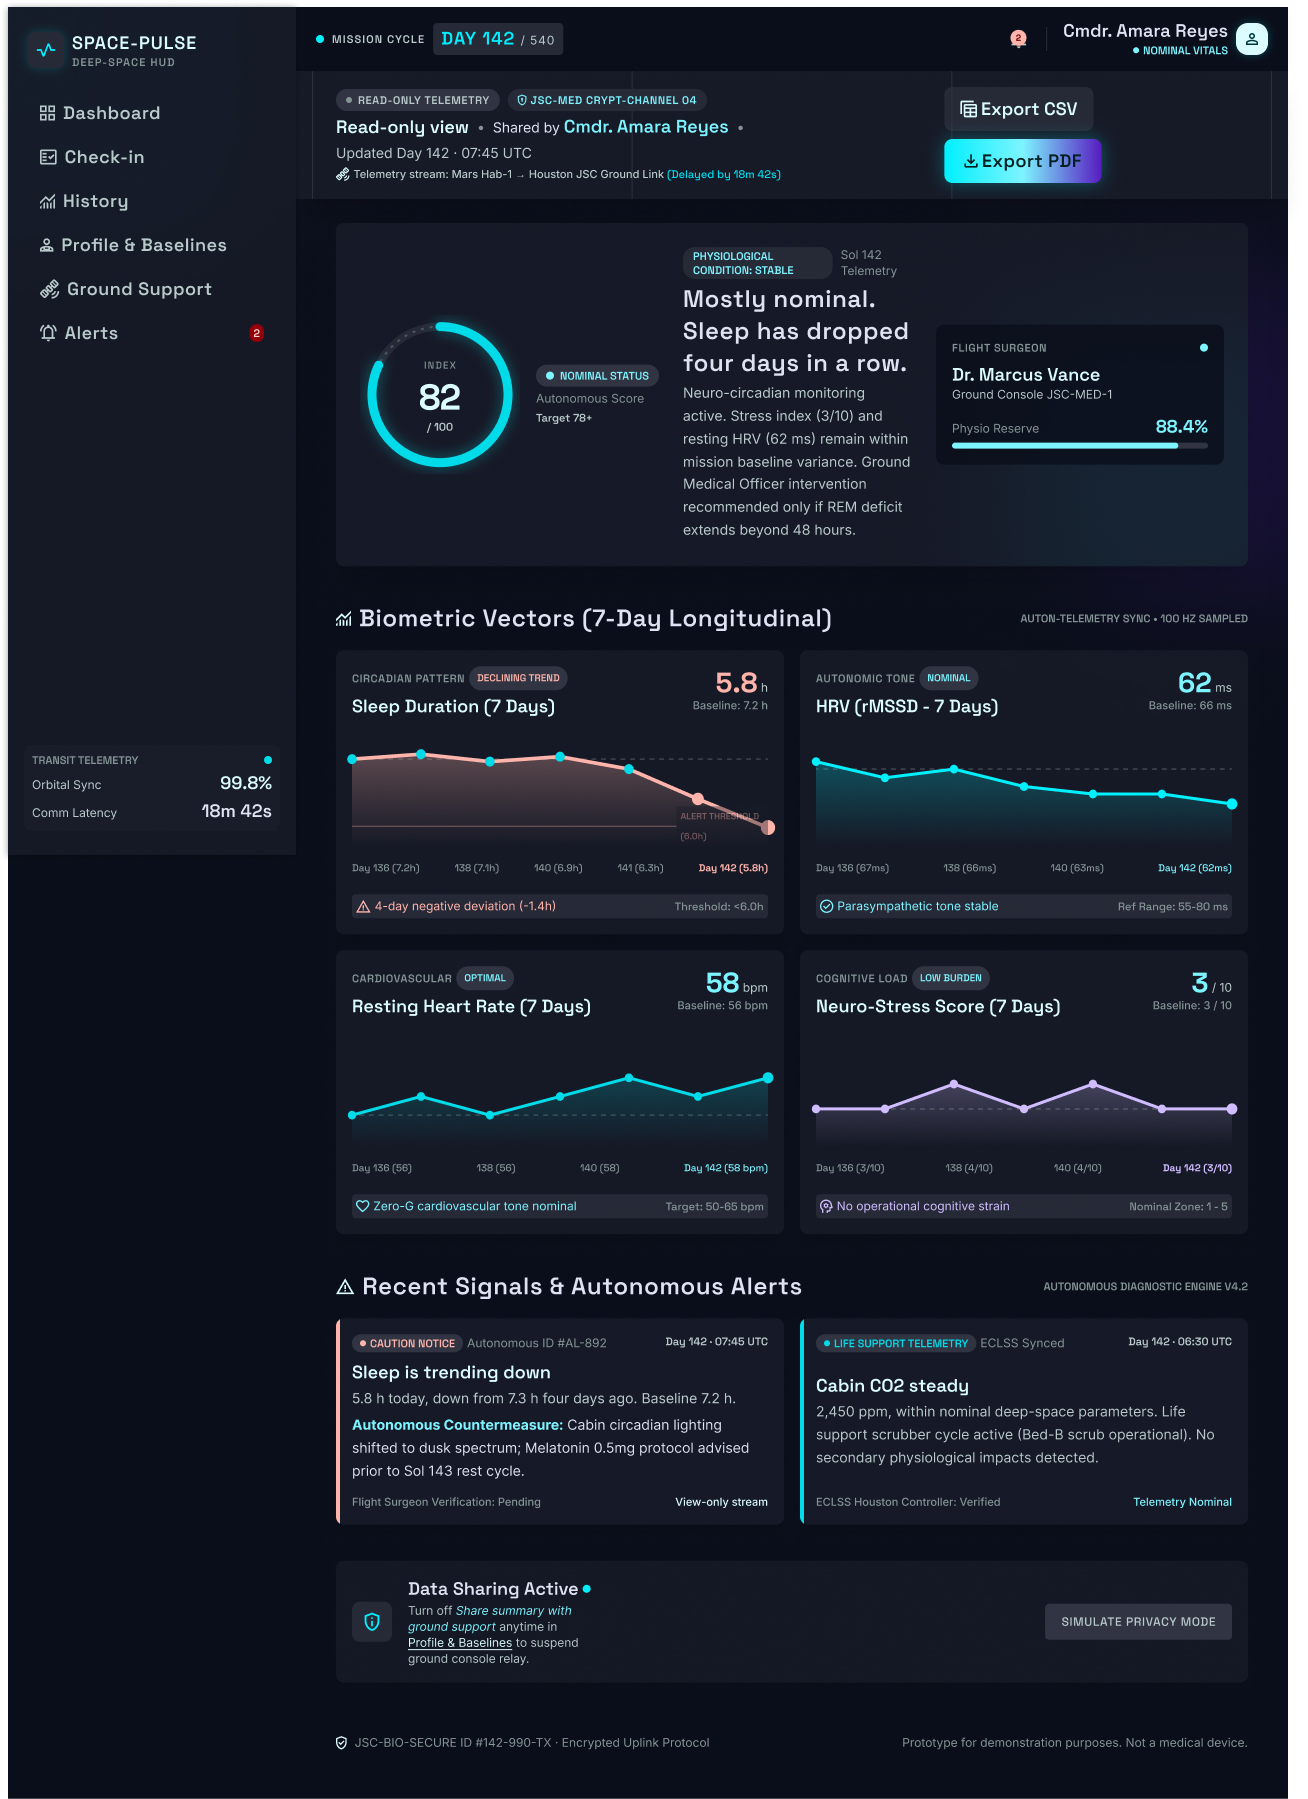 SPACE-PULSE
DEEP-SPACE HUD
Dashboard
Check-in
History
Profile & Baselines
Ground Support
Alerts 2
TRANSIT TELEMETRY
Orbital Sync 99.8%
Comm Latency 18m 42s
MISSION CYCLE DAY 142 / 540
2
Cmdr. Amara Reyes
NOMINAL VITALS
READ-ONLY TELEMETRY JSC-MED CRYPT-CHANNEL 04
Read-only view • Shared by Cmdr. Amara Reyes •
Updated Day 142 · 07:45 UTC
Telemetry stream: Mars Hab-1 → Houston JSC Ground Link (Delayed by 18m 42s)
Export CSV
Export PDF
INDEX
82
/ 100
NOMINAL STATUS
Autonomous Score
Target 78+
PHYSIOLOGICAL
CONDITION: STABLE
Sol 142
Telemetry
Mostly nominal.
Sleep has dropped
four days in a row.
Neuro-circadian monitoring
active. Stress index (3/10) and
resting HRV (62 ms) remain within
mission baseline variance. Ground
Medical Officer intervention
recommended only if REM deficit
extends beyond 48 hours.
FLIGHT SURGEON
Dr. Marcus Vance
Ground Console JSC-MED-1
Physio Reserve 88.4%
Biometric Vectors (7-Day Longitudinal)
AUTON-TELEMETRY SYNC • 100 HZ SAMPLED
CIRCADIAN PATTERN DECLINING TREND
Sleep Duration (7 Days)
5.8 h
Baseline: 7.2 h
ALERT THRESHOLD
(6.0h)
Day 136 (7.2h) 138 (7.1h) 140 (6.9h) 141 (6.3h) Day 142 (5.8h)
4-day negative deviation (-1.4h) Threshold: <6.0h
AUTONOMIC TONE NOMINAL
HRV (rMSSD - 7 Days)
62 ms
Baseline: 66 ms
Day 136 (67ms) 138 (66ms) 140 (63ms) Day 142 (62ms)
Parasympathetic tone stable Ref Range: 55-80 ms
CARDIOVASCULAR OPTIMAL
Resting Heart Rate (7 Days)
58 bpm
Baseline: 56 bpm
Day 136 (56) 138 (56) 140 (58) Day 142 (58 bpm)
Zero-G cardiovascular tone nominal Target: 50-65 bpm
COGNITIVE LOAD LOW BURDEN
Neuro-Stress Score (7 Days)
3 / 10
Baseline: 3 / 10
Day 136 (3/10) 138 (4/10) 140 (4/10) Day 142 (3/10)
No operational cognitive strain Nominal Zone: 1 - 5
Recent Signals & Autonomous Alerts
AUTONOMOUS DIAGNOSTIC ENGINE V4.2
CAUTION NOTICE Autonomous ID #AL-892 Day 142 · 07:45 UTC
Sleep is trending down
5.8 h today, down from 7.3 h four days ago. Baseline 7.2 h.
Autonomous Countermeasure: Cabin circadian lighting
shifted to dusk spectrum; Melatonin 0.5mg protocol advised
prior to Sol 143 rest cycle.
Flight Surgeon Verification: Pending View-only stream
LIFE SUPPORT TELEMETRY ECLSS Synced Day 142 · 06:30 UTC
Cabin CO2 steady
2,450 ppm, within nominal deep-space parameters. Life
support scrubber cycle active (Bed-B scrub operational). No
secondary physiological impacts detected.
ECLSS Houston Controller: Verified Telemetry Nominal
Data Sharing Active
Turn off Share summary with
ground support anytime in
Profile & Baselines to suspend
ground console relay.
SIMULATE PRIVACY MODE
JSC-BIO-SECURE ID #142-990-TX · Encrypted Uplink Protocol
Prototype for demonstration purposes. Not a medical device.